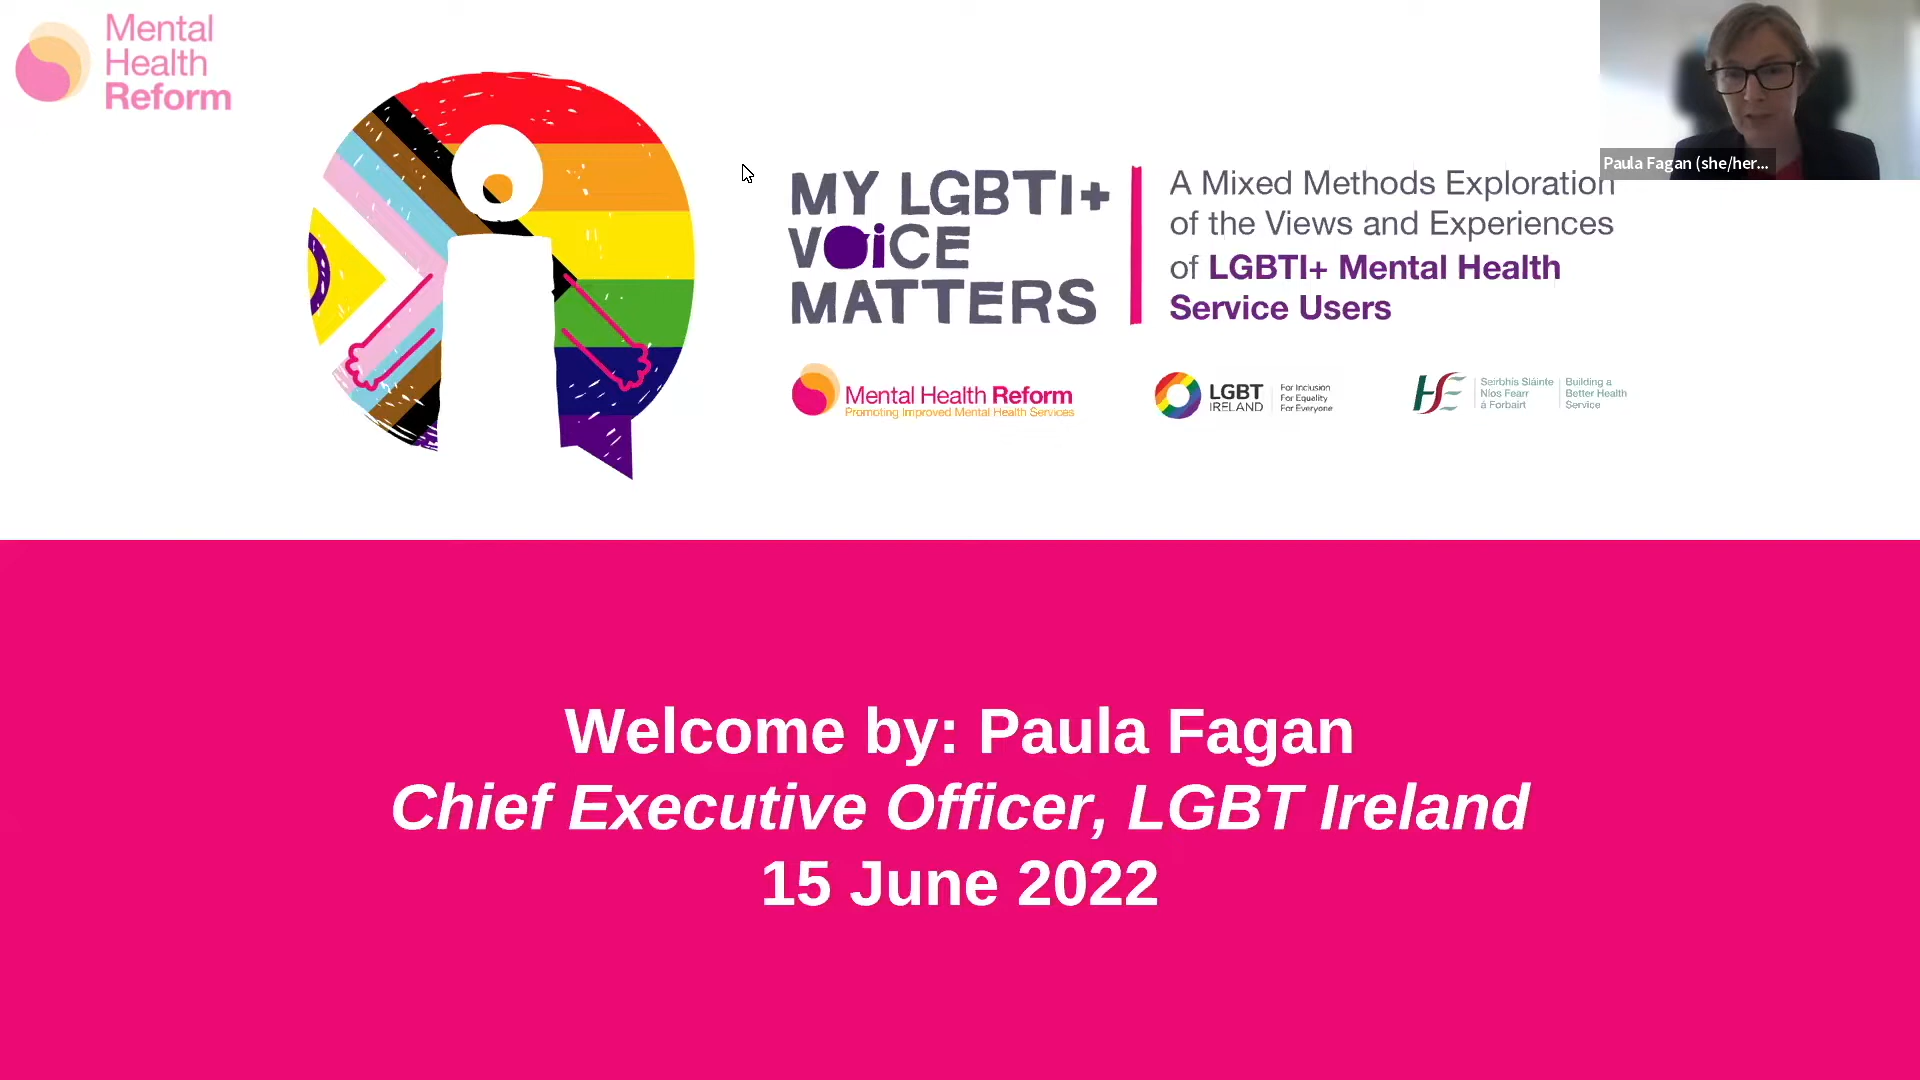 Mental
Health
Reform
Paula Fagan (she/her...
MY LGBTI+
VOiCE
MATTERS
A Mixed Methods Exploration
of the Views and Experiences
of LGBTI+ Mental Health
Service Users
Mental Health Reform
Promoting Improved Mental Health Services
LGBT
IRELAND
For Inclusion
For Equality
For Everyone
HSE
Seirbhís Sláinte
Níos Fearr
á Forbairt
Building a
Better Health
Service
Welcome by: Paula Fagan
Chief Executive Officer, LGBT Ireland
15 June 2022